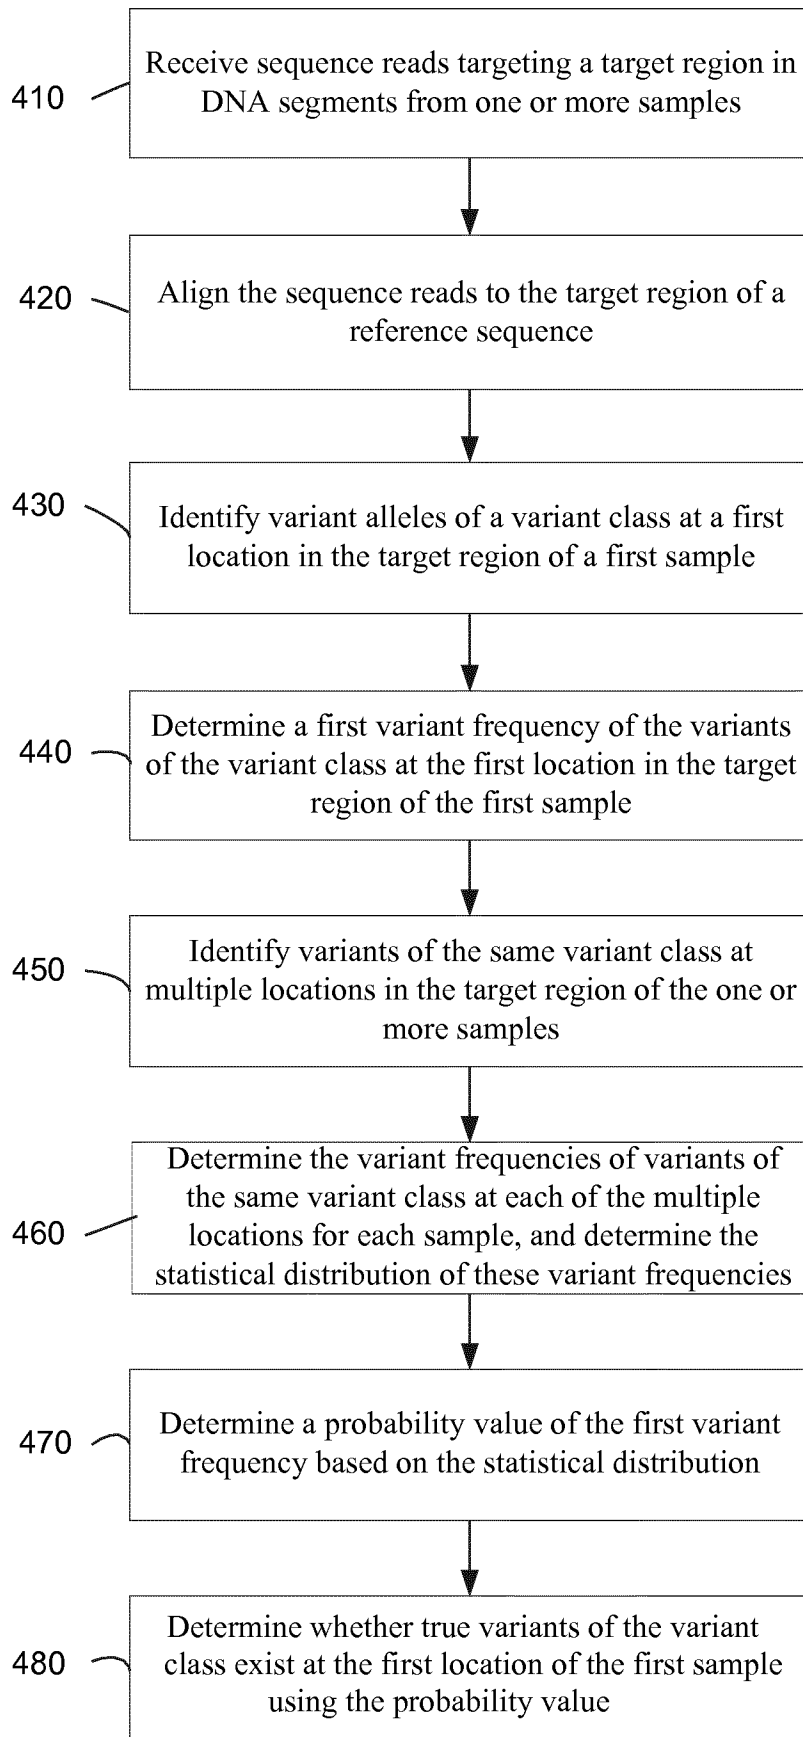 410
Receive sequence reads targeting a target region in
DNA segments from one or more samples
420
Align the sequence reads to the target region of a
reference sequence
430
Identify variant alleles of a variant class at a first
location in the target region of a first sample
440
Determine a first variant frequency of the variants
of the variant class at the first location in the target
region of the first sample
450
Identify variants of the same variant class at
multiple locations in the target region of the one or
more samples
460
Determine the variant frequencies of variants of
the same variant class at each of the multiple
locations for each sample, and determine the
statistical distribution of these variant frequencies
470
Determine a probability value of the first variant
frequency based on the statistical distribution
480
Determine whether true variants of the variant
class exist at the first location of the first sample
using the probability value